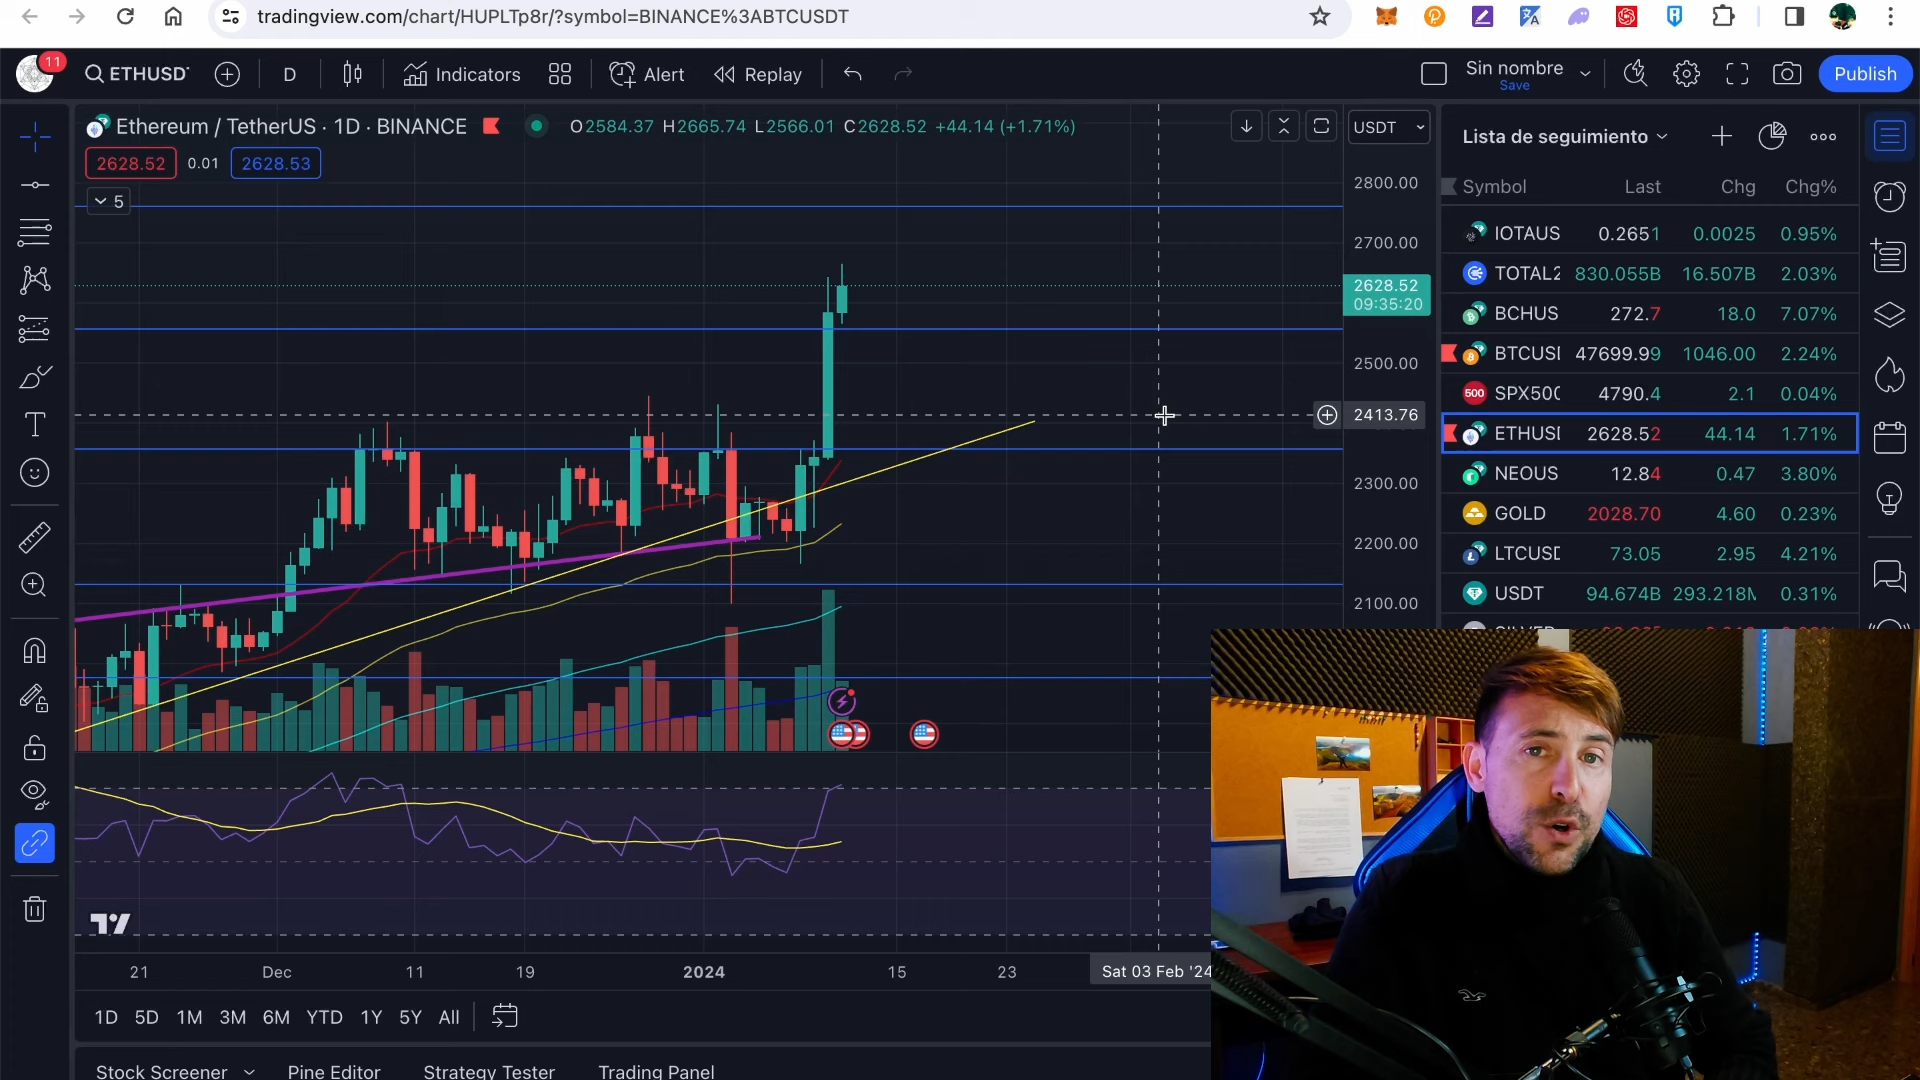 tradingview.com/chart/HUPLTp8r/?symbol=BINANCE%3ABTCUSDT
11
ETHUSDT
D
Indicators
Alert
Replay
Sin nombre
Save
Publish
Ethereum / TetherUS · 1D · BINANCE
O2584.37 H2665.74 L2566.01 C2628.52 +44.14 (+1.71%)
USDT
Lista de seguimiento
2628.52 0.01 2628.53
5
Symbol Last Chg Chg%
IOTAUS 0.2651 0.0025 0.95%
TOTAL2 830.055B 16.507B 2.03%
BCHUS 272.7 18.0 7.07%
BTCUSI 47699.99 1046.00 2.24%
500 SPX500 4790.4 2.1 0.04%
ETHUSI 2628.52 44.14 1.71%
NEOUS 12.84 0.47 3.80%
GOLD 2028.70 4.60 0.23%
LTCUSI 73.05 2.95 4.21%
USDT 94.674B 293.218M 0.31%
2800.00
2700.00
2628.52
09:35:20
2500.00
2413.76
2300.00
2200.00
2100.00
21 Dec 11 19 2024 15 23 Sat 03 Feb '24
1D 5D 1M 3M 6M YTD 1Y 5Y All
Stock Screener Pine Editor Strategy Tester Trading Panel